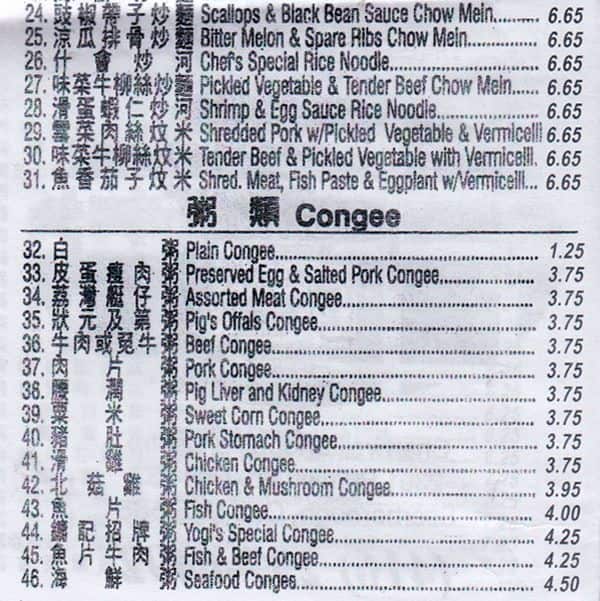 24. 豉椒帶子炒麵 Scallops & Black Bean Sauce Chow Mein... 6.65
25. 涼瓜排骨炒麵 Bitter Melon & Spare Ribs Chow Mein... 6.65
26. 什會炒河 Chef's Special Rice Noodle... 6.65
27. 味菜牛柳絲炒麵 Pickled Vegetable & Tender Beef Chow Mein... 6.65
28. 滑蛋蝦仁炒河 Shrimp & Egg Sauce Rice Noodle... 6.65
29. 雪菜肉絲炆米 Shredded Pork w/Pickled Vegetable & Vermicelli 6.65
30. 味菜牛柳絲炆米 Tender Beef & Pickled Vegetable with Vermicelli. 6.65
31. 魚香茄子炆米 Shred. Meat, Fish Paste & Eggplant w/Vermicelli... 6.65
粥類 Congee
32. 白粥 Plain Congee... 1.25
33. 皮蛋瘦肉粥 Preserved Egg & Salted Pork Congee... 3.75
34. 荔灣艇仔粥 Assorted Meat Congee... 3.75
35. 狀元及第粥 Pig's Offals Congee... 3.75
36. 牛肉或免牛粥 Beef Congee... 3.75
37. 肉片粥 Pork Congee... 3.75
38. 腰潤粥 Pig Liver and Kidney Congee... 3.75
39. 粟米粥 Sweet Corn Congee... 3.75
40. 豬肚粥 Pork Stomach Congee... 3.75
41. 滑雞粥 Chicken Congee... 3.75
42. 北菇雞粥 Chicken & Mushroom Congee... 3.95
43. 魚片粥 Fish Congee... 4.00
44. 記招牌粥 Yogi's Special Congee... 4.25
45. 魚片牛肉粥 Fish & Beef Congee... 4.25
46. 海鮮粥 Seafood Conges... 4.50